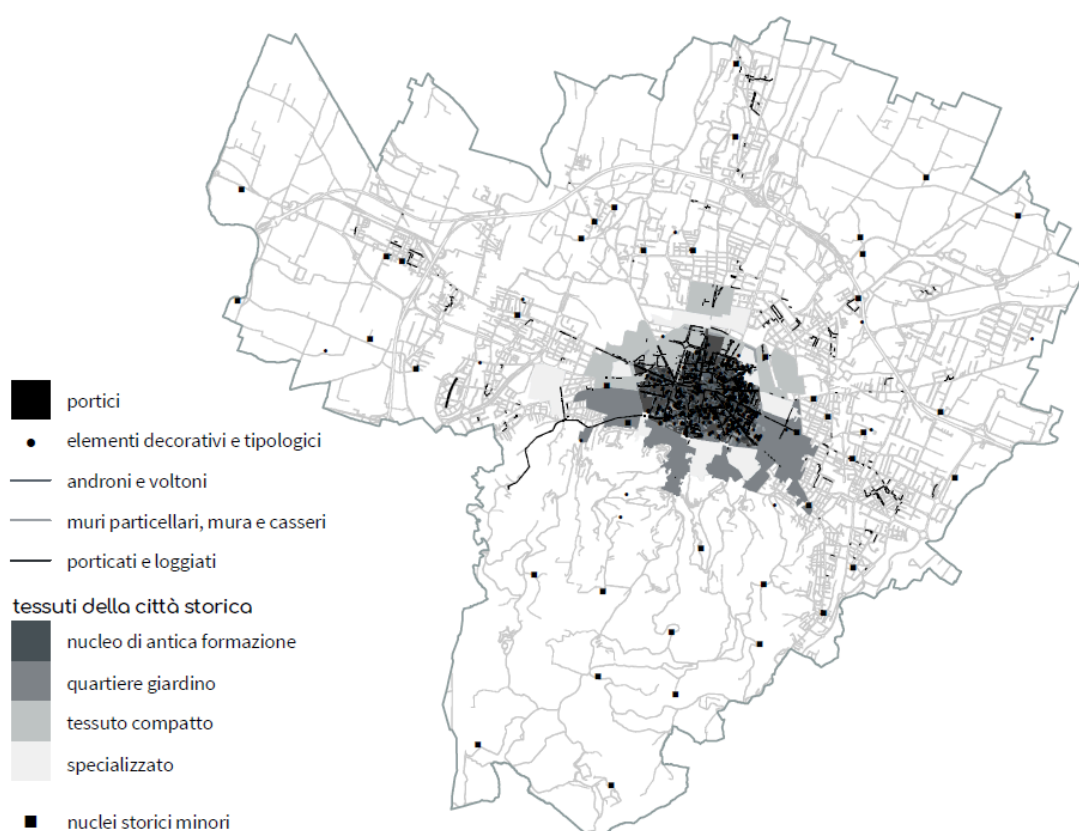 portici
elementi decorativi e tipologici
androni e voltoni
muri particellari, mura e casseri
porticati e loggiati
tessuti della città storica
nucleo di antica formazione
quartiere giardino
tessuto compatto
specializzato
nuclei storici minori